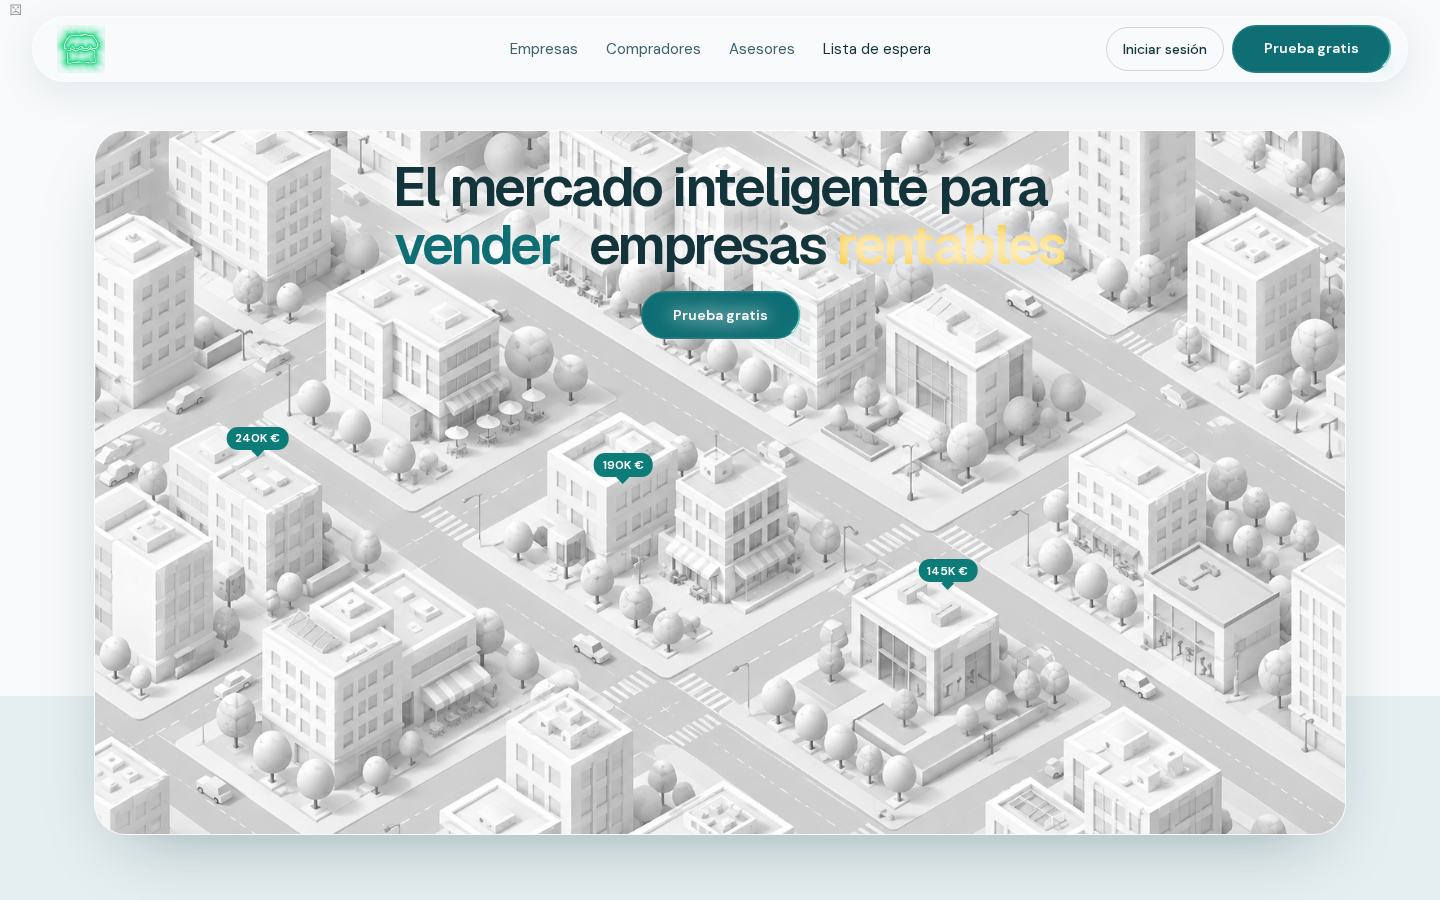 Empresas
Compradores
Asesores
Lista de espera
Iniciar sesión
Prueba gratis
El mercado inteligente para
vender empresas rentables
Prueba gratis
240K €
190K €
145K €